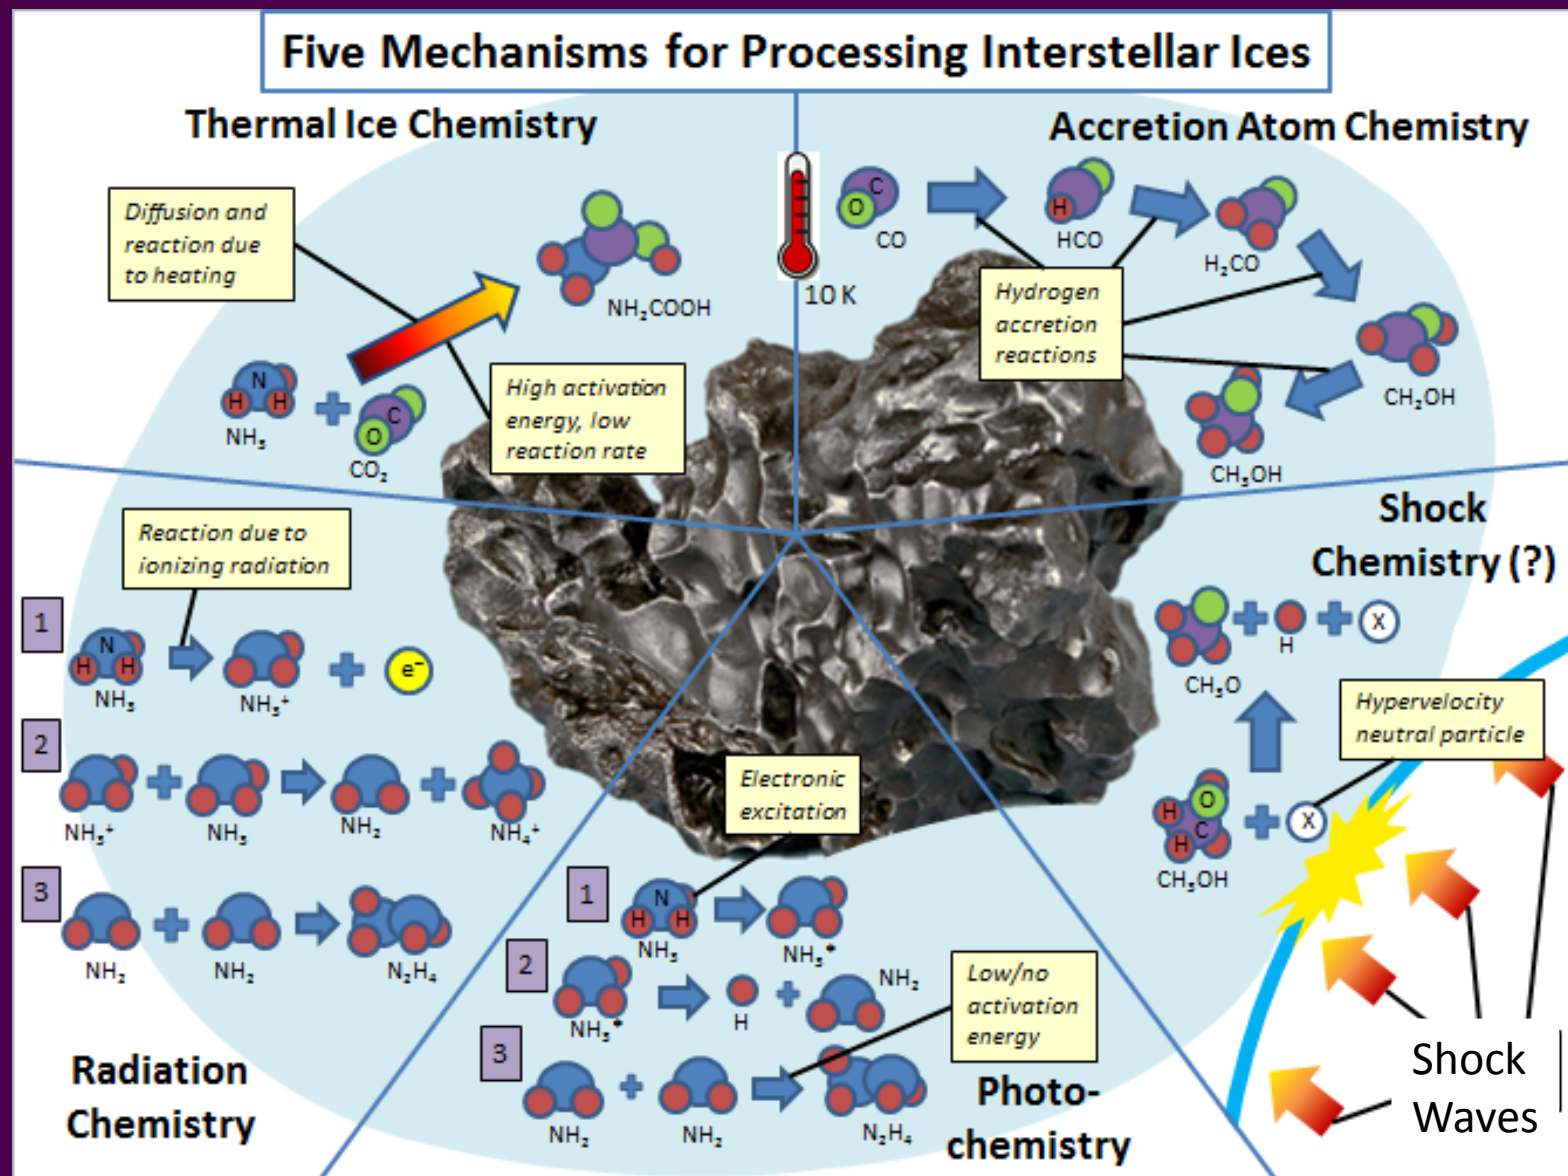 Five Mechanisms for Processing Interstellar Ices
Thermal Ice Chemistry
Diffusion and
reaction due
to heating
NH₂COOH
High activation
energy, low
reaction rate
N
H H
NH₃
C
O
CO₂
10 K
Accretion Atom Chemistry
C
O
CO
H
HCO
H₂CO
Hydrogen
accretion
reactions
CH₂OH
CH₃OH
Shock
Chemistry (?)
X
H
CH₃O
Hypervelocity
neutral particle
H O
C
H
X
CH₃OH
Shock
Waves
Reaction due to
ionizing radiation
1
N
H H
NH₃
NH₃⁺
e⁻
2
NH₃⁺
NH₃
NH₂
NH₄⁺
3
NH₂
NH₂
N₂H₄
Radiation
Chemistry
Electronic
excitation
1
N
H H
NH₃
NH₃*
2
NH₃*
H
NH₂
Low/no
activation
energy
3
NH₂
NH₂
N₂H₄
Photo-
chemistry